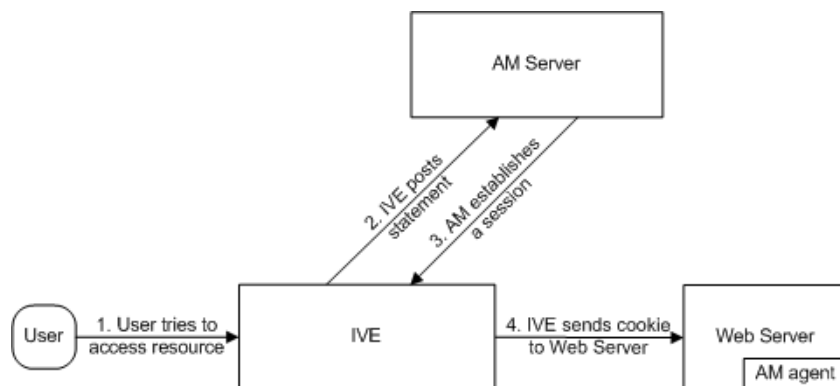 AM Server
2. IVE posts
statement
3. AM establishes
a session
User
1. User tries to
access resource
IVE
4. IVE sends cookie
to Web Server
Web Server
AM agent